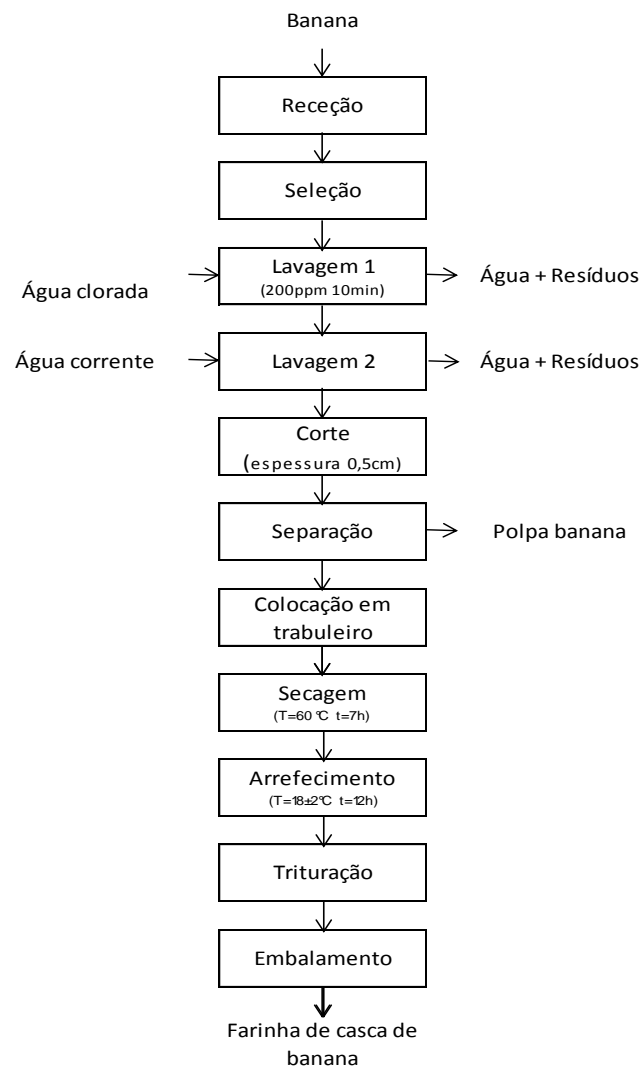 Banana
Receção
Seleção
Lavagem 1
(200ppm 10min)
Água clorada
Água + Resíduos
Água corrente
Lavagem 2
Água + Resíduos
Corte
(espessura 0,5cm)
Separação
Polpa banana
Colocação em
trabuleiro
Secagem
(T=60 °C t=7h)
Arrefecimento
(T=18±2°C t=12h)
Trituração
Embalamento
Farinha de casca de
banana